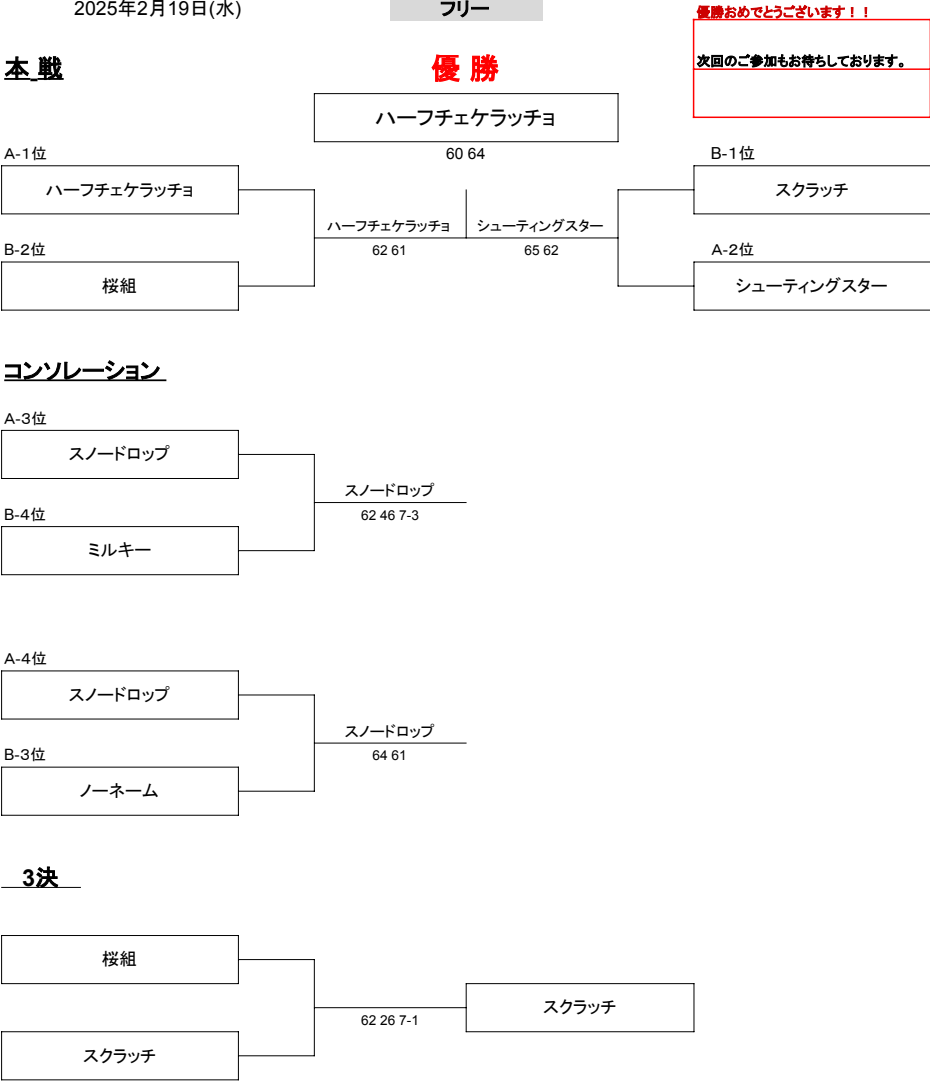 2025年2月19日(水) フリー
優勝おめでとうございます！！
本 戦 優 勝
次回のご参加もお待ちしております。
ハーフチェケラッチョ
A-1位 60 64 B-1位
ハーフチェケラッチョ スクラッチ
ハーフチェケラッチョ シューティングスター
B-2位 62 61 65 62 A-2位
桜組 シューティングスター
コンソレーション
A-3位
スノードロップ
スノードロップ
B-4位 62 46 7-3
ミルキー
A-4位
スノードロップ
スノードロップ
B-3位 64 61
ノーネーム
3決
桜組
スクラッチ
62 26 7-1
スクラッチ